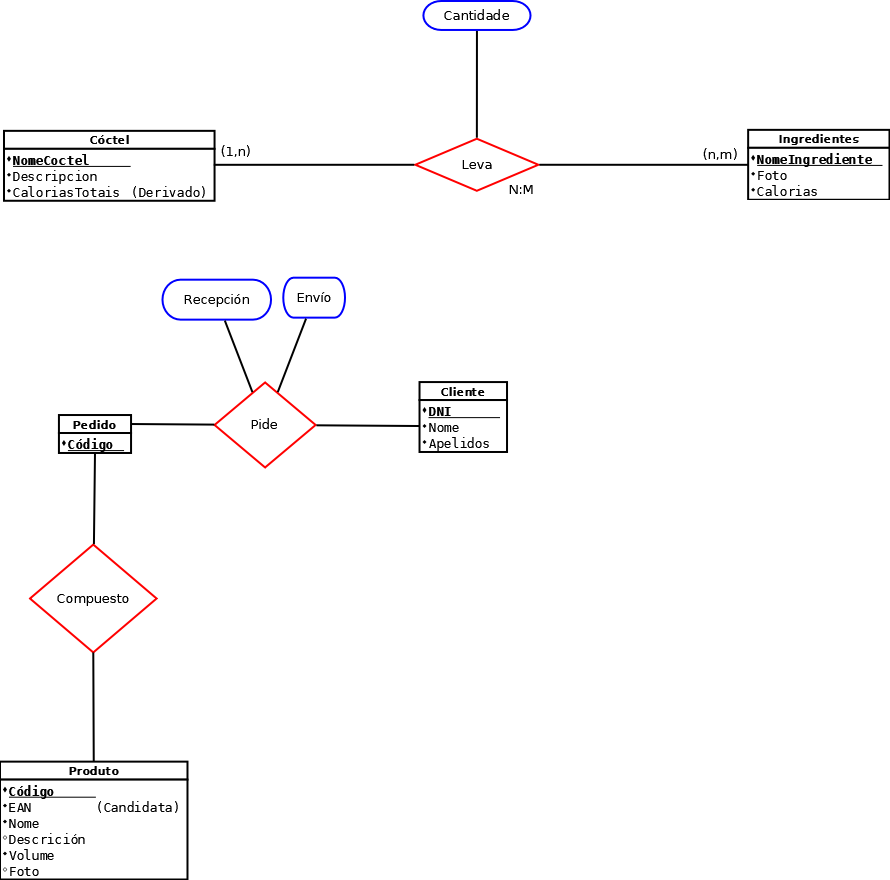 Cantidade
Cóctel
NomeCoctel
Descripcion
CaloriasTotais (Derivado)
(1,n)
Leva
N:M
(n,m)
Ingredientes
NomeIngrediente
Foto
Calorias
Recepción
Envío
Pedido
Código
Pide
Cliente
DNI
Nome
Apelidos
Compuesto
Produto
Código
EAN (Candidata)
Nome
Descrición
Volume
Foto